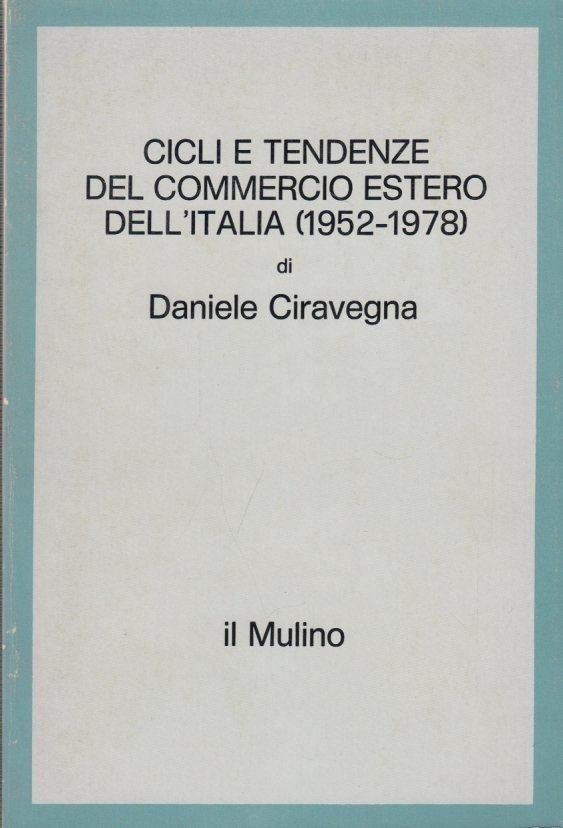 CICLI E TENDENZE
DEL COMMERCIO ESTERO
DELL'ITALIA (1952-1978)
di
Daniele Ciravegna
il Mulino